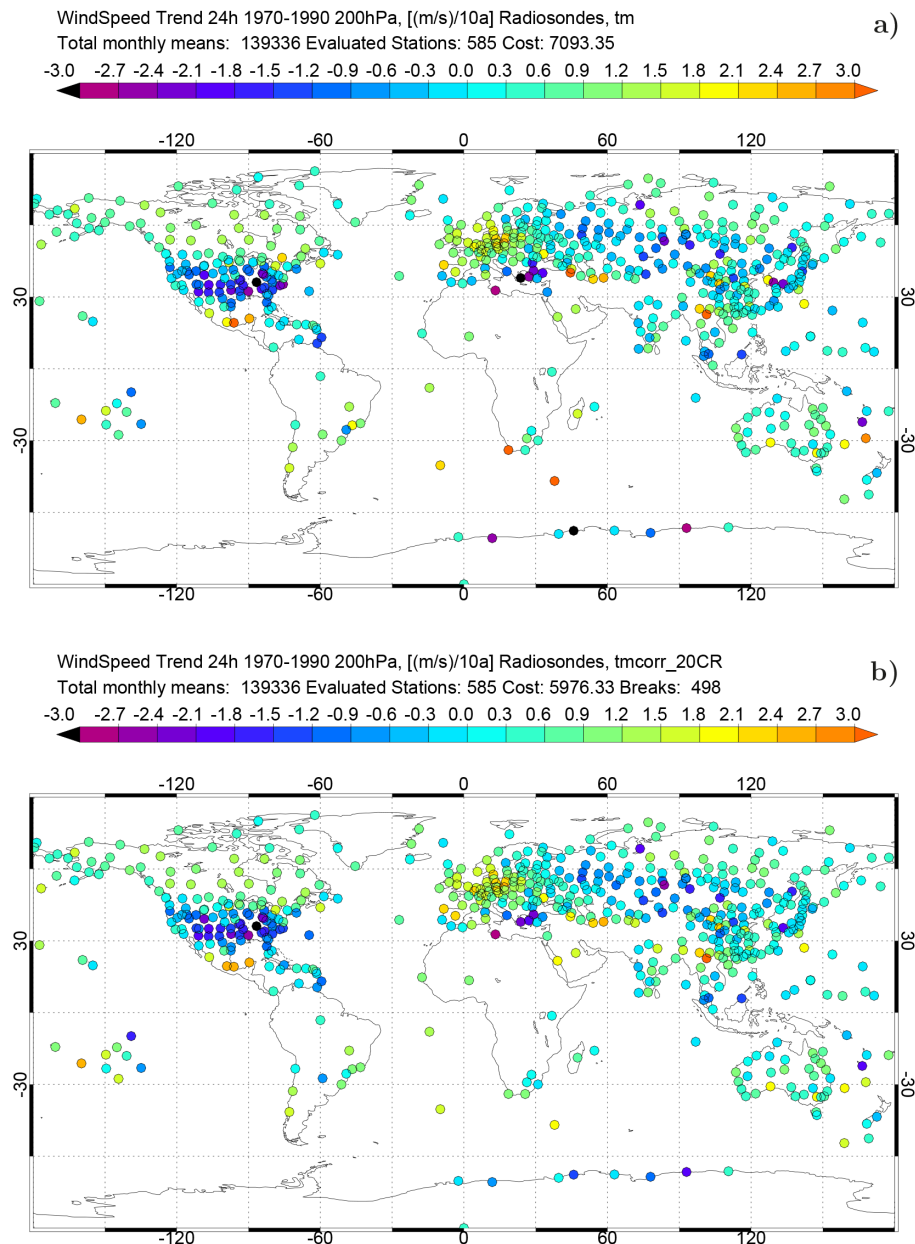 WindSpeed Trend 24h 1970-1990 200hPa, [(m/s)/10a] Radiosondes, tm
a)
Total monthly means: 139336 Evaluated Stations: 585 Cost: 7093.35
-3.0 -2.7 -2.4 -2.1 -1.8 -1.5 -1.2 -0.9 -0.6 -0.3 0.0 0.3 0.6 0.9 1.2 1.5 1.8 2.1 2.4 2.7 3.0
-120 -60 0 60 120
30 30
-30 -30
-120 -60 0 60 120
WindSpeed Trend 24h 1970-1990 200hPa, [(m/s)/10a] Radiosondes, tmcorr_20CR
b)
Total monthly means: 139336 Evaluated Stations: 585 Cost: 5976.33 Breaks: 498
-3.0 -2.7 -2.4 -2.1 -1.8 -1.5 -1.2 -0.9 -0.6 -0.3 0.0 0.3 0.6 0.9 1.2 1.5 1.8 2.1 2.4 2.7 3.0
-120 -60 0 60 120
30 30
-30 -30
-120 -60 0 60 120